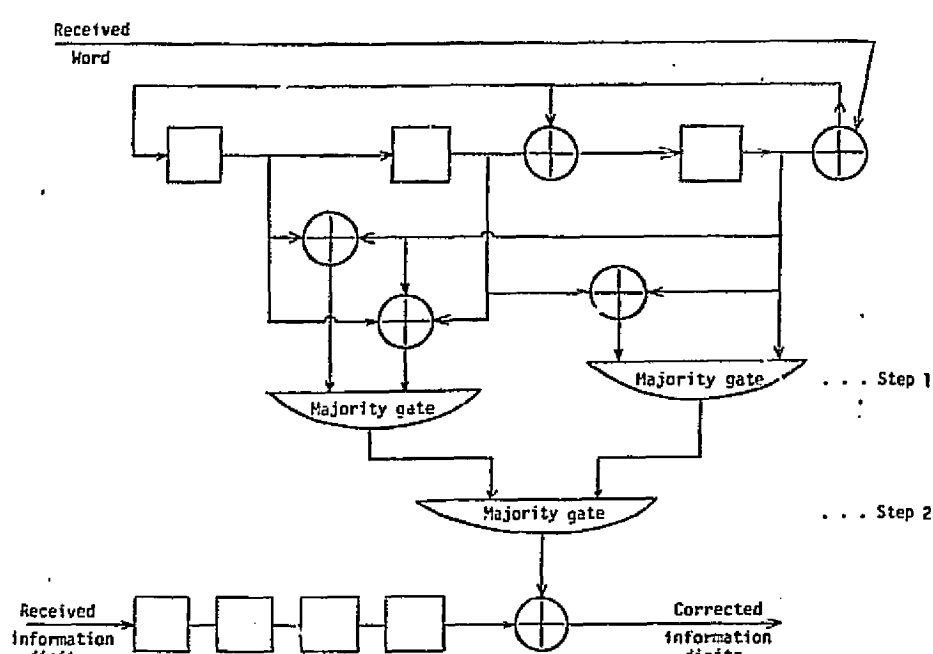 Received
Word
Majority gate
. . . Step 1
Majority gate
Majority gate
. . . Step 2
Received
information
Corrected
information